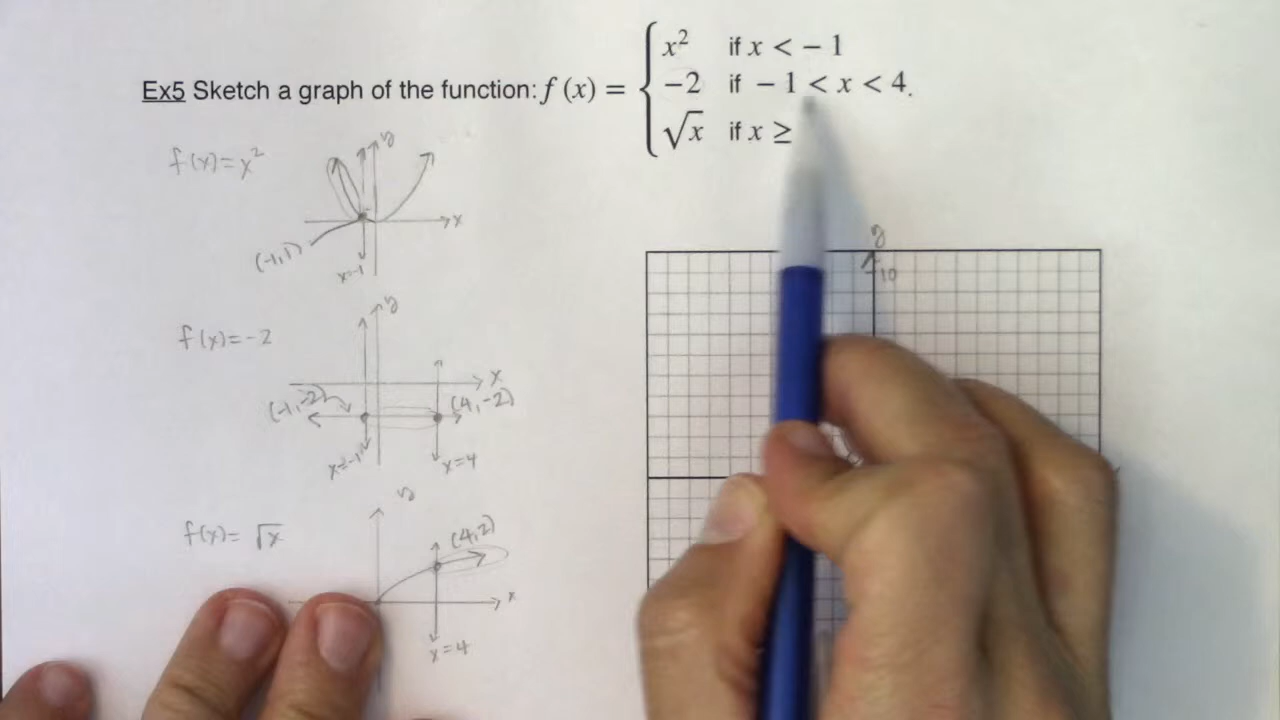 Ex5 Sketch a graph of the function: f (x) = { x² if x < − 1
−2 if − 1 < x < 4.
√x if x ≥
f(x)=x²
y
x
(-1,1)
x=-1
y
10
f(x)=-2
y
x
(-1,-2)
(4,-2)
x=-1
x=4
f(x)= √x
y
(4,2)
x
x=4